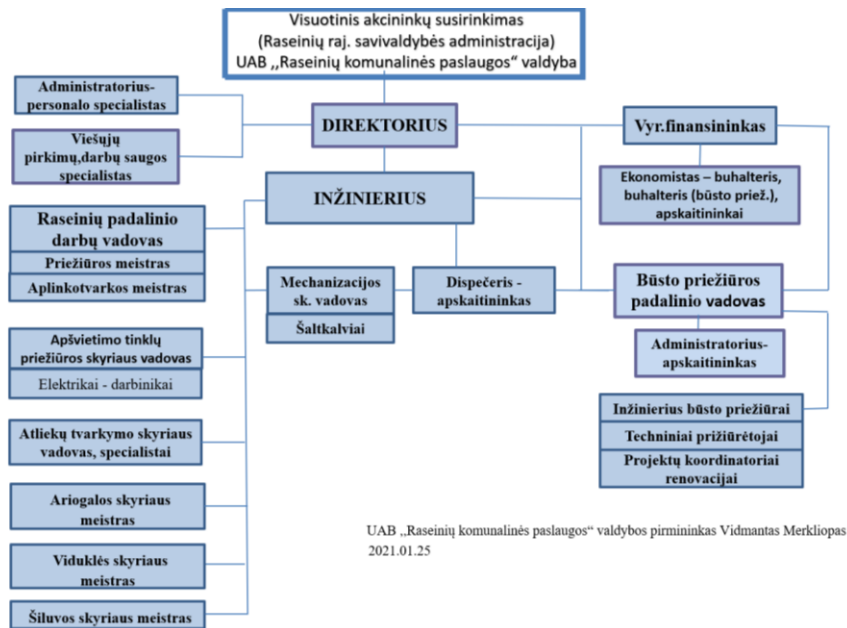 Visuotinis akcininkų susirinkimas
(Raseinių raj. savivaldybės administracija)
UAB ,,Raseinių komunalinės paslaugos“ valdyba
Administratorius-
personalo specialistas
DIREKTORIUS
Vyr.finansininkas
Viešųjų
pirkimų,darbų saugos
specialistas
Ekonomistas – buhalteris,
buhalteris (būsto priež.),
apskaitininkai
INŽINIERIUS
Raseinių padalinio
darbų vadovas
Priežiūros meistras
Aplinkotvarkos meistras
Mechanizacijos
sk. vadovas
Šaltkalviai
Dispečeris -
apskaitininkas
Būsto priežiūros
padalinio vadovas
Administratorius-
apskaitininkas
Apšvietimo tinklų
priežiūros skyriaus vadovas
Elektrikai - darbinikai
Inžinierius būsto priežiūrai
Techniniai prižiūrėtojai
Projektų koordinatoriai
renovacijai
Atliekų tvarkymo skyriaus
vadovas, specialistai
Ariogalos skyriaus
meistras
Viduklės skyriaus
meistras
Šiluvos skyriaus meistras
UAB ,,Raseinių komunalinės paslaugos“ valdybos pirmininkas Vidmantas Merkliopas
2021.01.25